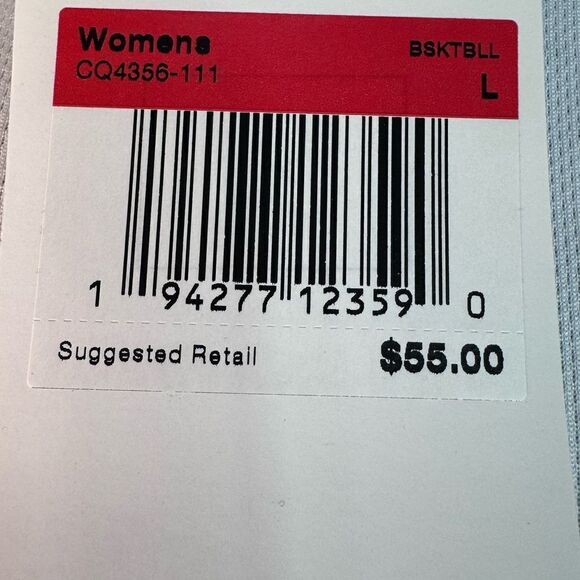 Womens BSKTBLL
CQ4356-111 L
1 94277 12359 0
Suggested Retail $55.00